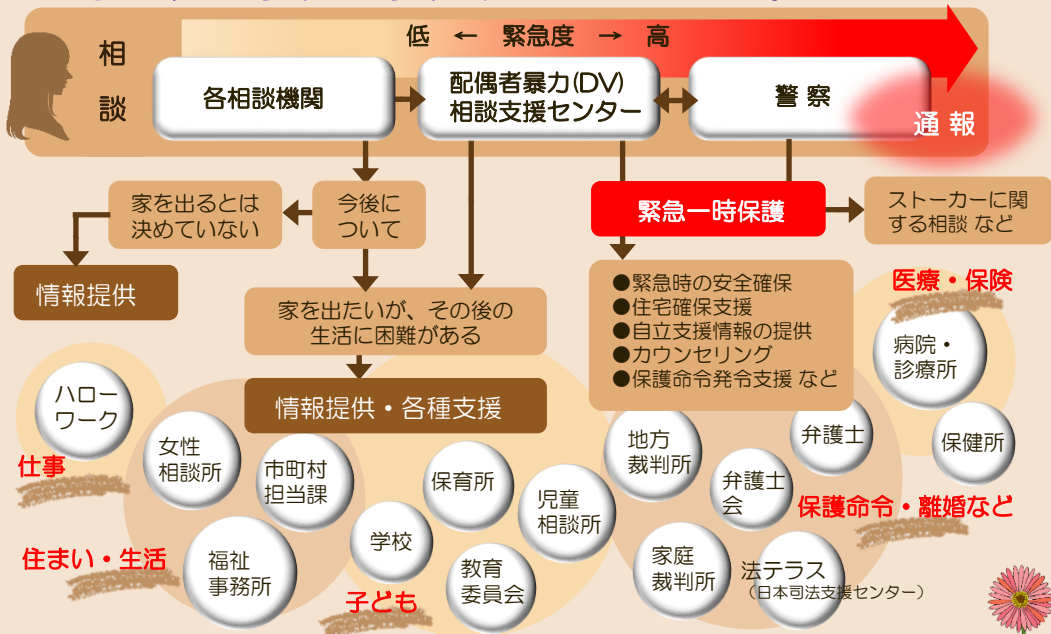 相談
低 ← 緊急度 → 高
各相談機関
配偶者暴力(DV)
相談支援センター
警察
通報
家を出るとは
決めていない
今後に
ついて
緊急一時保護
ストーカーに関
する相談 など
情報提供
家を出たいが、その後の
生活に困難がある
●緊急時の安全確保
●住宅確保支援
●自立支援情報の提供
●カウンセリング
●保護命令発令支援 など
医療・保険
病院・
診療所
保健所
情報提供・各種支援
ハロー
ワーク
仕事
女性
相談所
市町村
担当課
福祉
事務所
住まい・生活
学校
保育所
児童
相談所
教育
委員会
子ども
地方
裁判所
弁護士
会
弁護士
家庭
裁判所
法テラス
（日本司法支援センター）
保護命令・離婚など